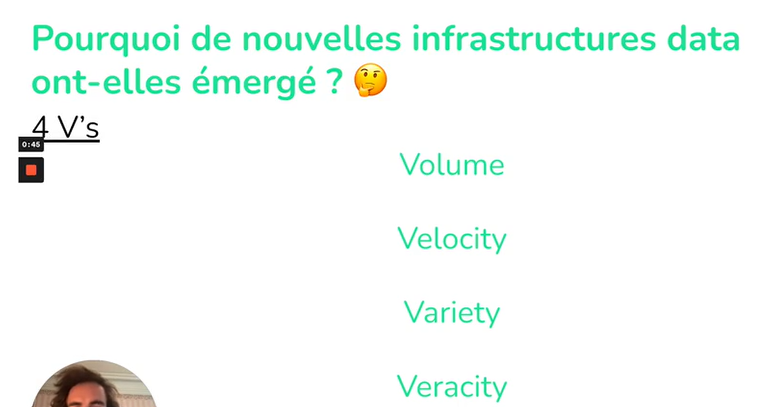 Pourquoi de nouvelles infrastructures data
ont-elles émergé ? 🤔
4 V's
0:45
Volume
Velocity
Variety
Veracity